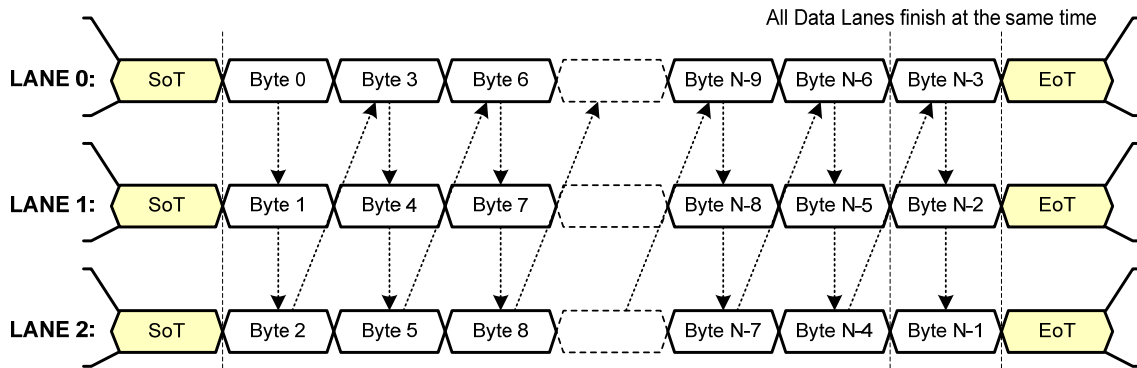 All Data Lanes finish at the same time
LANE 0: SoT Byte 0 Byte 3 Byte 6 Byte N-9 Byte N-6 Byte N-3 EoT
LANE 1: SoT Byte 1 Byte 4 Byte 7 Byte N-8 Byte N-5 Byte N-2 EoT
LANE 2: SoT Byte 2 Byte 5 Byte 8 Byte N-7 Byte N-4 Byte N-1 EoT